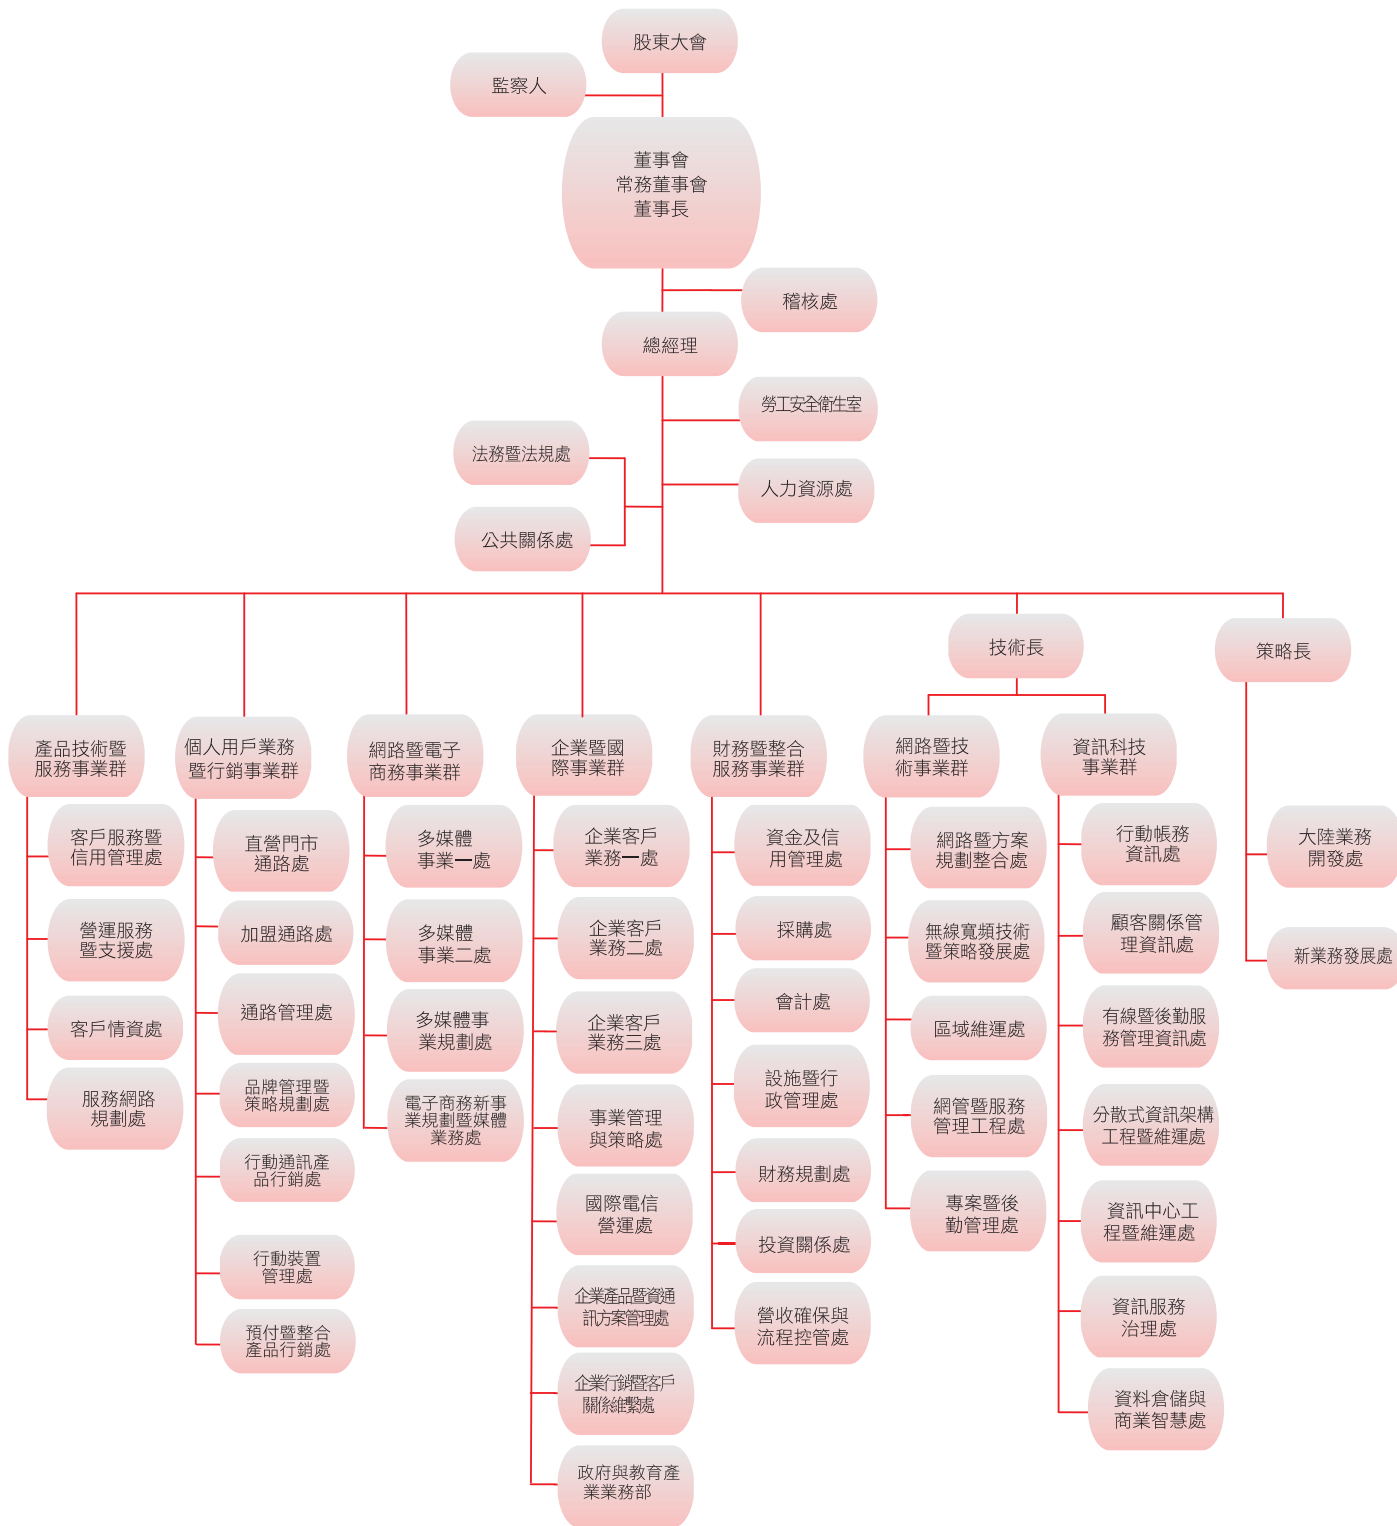 股東大會
監察人
董事會
常務董事會
董事長
稽核處
總經理
勞工安全衛生室
法務暨法規處
人力資源處
公共關係處
技術長
策略長
產品技術暨
服務事業群
客戶服務暨
信用管理處
營運服務
暨支援處
客戶情資處
服務網路
規劃處
個人用戶業務
暨行銷事業群
直營門市
通路處
加盟通路處
通路管理處
品牌管理暨
策略規劃處
行動通訊產
品行銷處
行動裝置
管理處
預付暨整合
產品行銷處
網路暨電子
商務事業群
多媒體
事業一處
多媒體
事業二處
多媒體事
業規劃處
電子商務新事
業規劃暨媒體
業務處
企業暨國
際事業群
企業客戶
業務一處
企業客戶
業務二處
企業客戶
業務三處
事業管理
與策略處
國際電信
營運處
企業產品暨資通
訊方案管理處
企業行銷暨客戶
關係維繫處
政府與教育產
業業務部
財務暨整合
服務事業群
資金及信
用管理處
採購處
會計處
設施暨行
政管理處
財務規劃處
投資關係處
營收確保與
流程控管處
網路暨技
術事業群
網路暨方案
規劃整合處
無線寬頻技術
暨策略發展處
區域維運處
網管暨服務
管理工程處
專案暨後
勤管理處
資訊科技
事業群
行動帳務
資訊處
顧客關係管
理資訊處
有線暨後勤服
務管理資訊處
分散式資訊架構
工程暨維運處
資訊中心工
程暨維運處
資訊服務
治理處
資料倉儲與
商業智慧處
大陸業務
開發處
新業務發展處